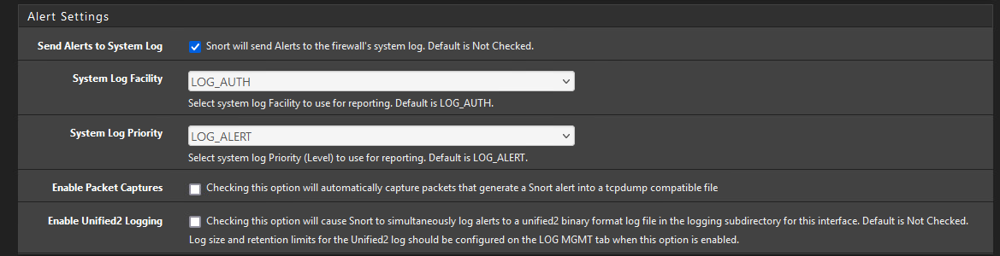 Alert Settings
Send Alerts to System Log Snort will send Alerts to the firewall's system log. Default is Not Checked.
System Log Facility LOG_AUTH
Select system log Facility to use for reporting. Default is LOG_AUTH.
System Log Priority LOG_ALERT
Select system log Priority (Level) to use for reporting. Default is LOG_ALERT.
Enable Packet Captures Checking this option will automatically capture packets that generate a Snort alert into a tcpdump compatible file
Enable Unified2 Logging Checking this option will cause Snort to simultaneously log alerts to a unified2 binary format log file in the logging subdirectory for this interface. Default is Not Checked.
Log size and retention limits for the Unified2 log should be configured on the LOG MGMT tab when this option is enabled.